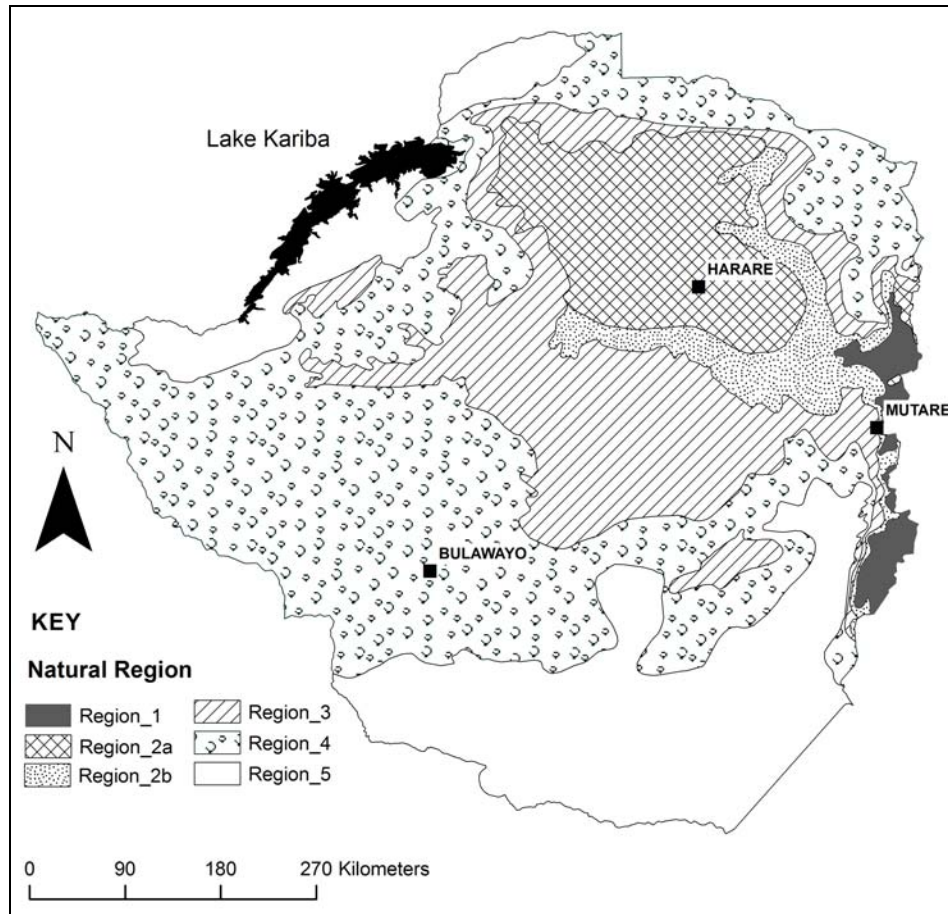 Lake Kariba
HARARE
MUTARE
N
BULAWAYO
KEY
Natural Region
Region_1
Region_3
Region_2a
Region_4
Region_2b
Region_5
0 90 180 270 Kilometers